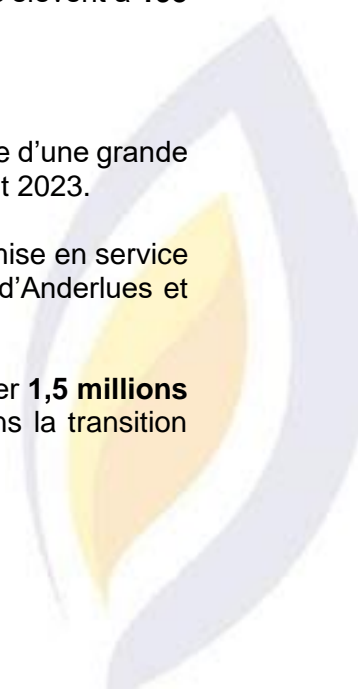 e d’une grande
t 2023.
nise en service
d’Anderlues et
er 1,5 millions
ns la transition